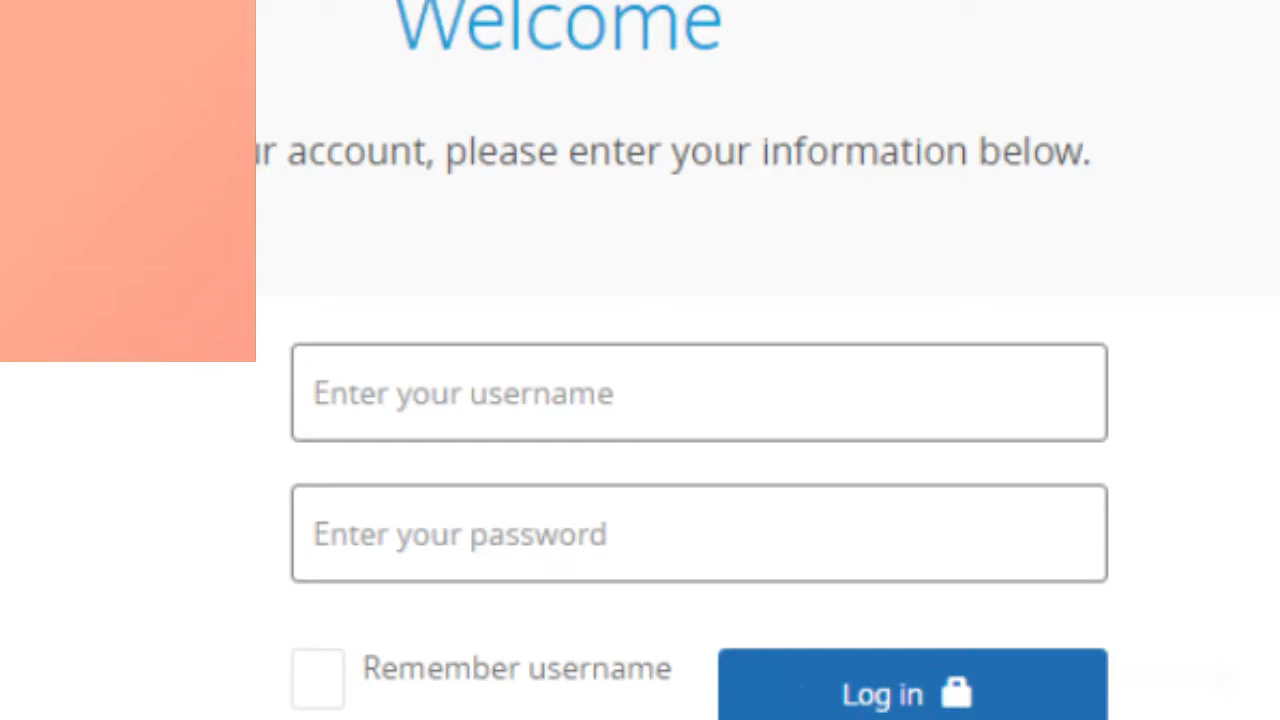 Welcome
account, please enter your information below.
Enter your username
Enter your password
Remember username
Log in